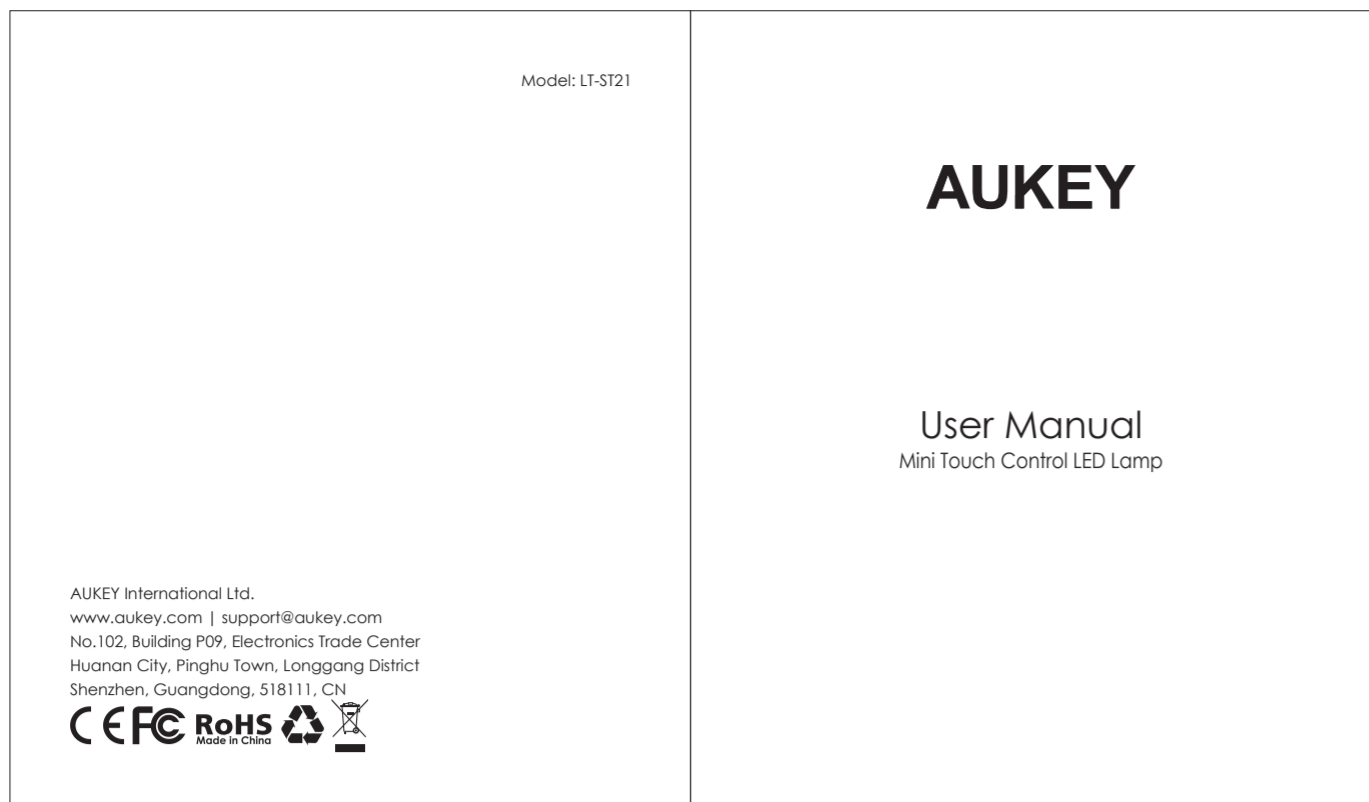 Model: LT-ST21
AUKEY International Ltd.
www.aukey.com | support@aukey.com
No.102, Building P09, Electronics Trade Center
Huanan City, Pinghu Town, Longgang District
Shenzhen, Guangdong, 518111, CN
CE FC RoHS
Made in China
AUKEY
User Manual
Mini Touch Control LED Lamp